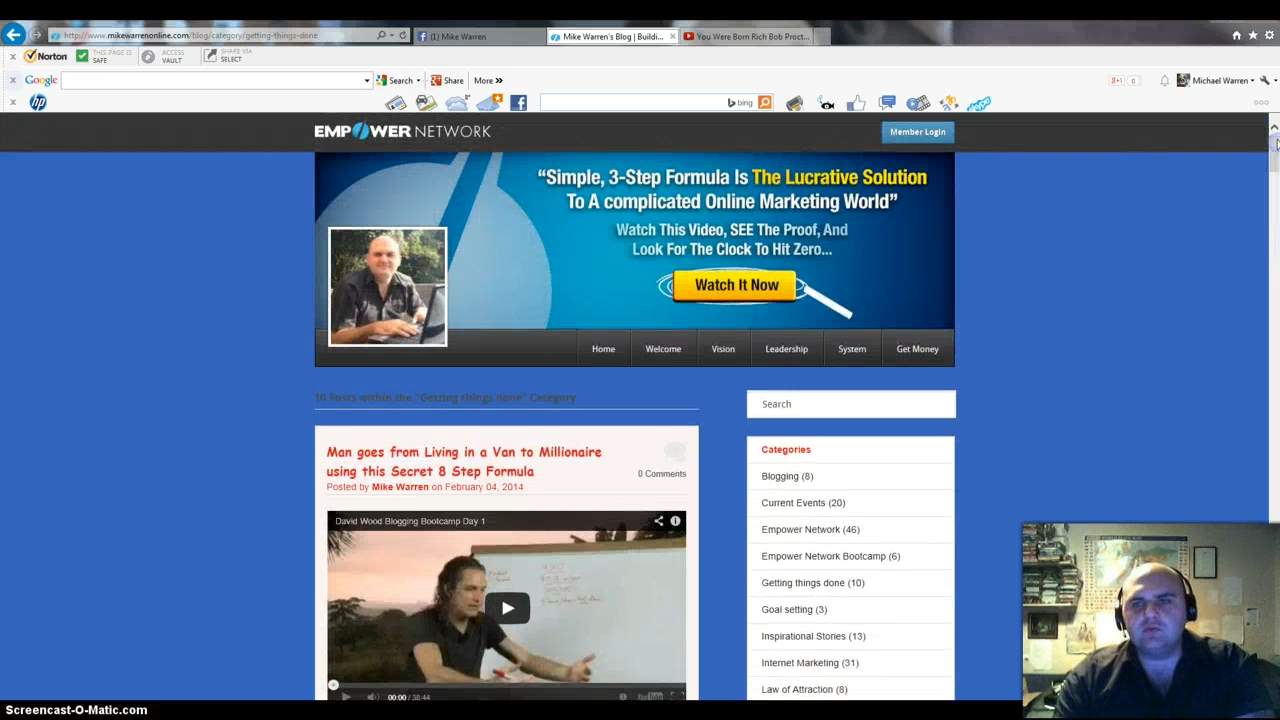 http://www.mikewarrenonline.com/blog/category/getting-things-done
(1) Mike Warren
Mike Warren's Blog | Buildi...
You Were Born Rich Bob Proct...
Norton
THIS PAGE IS
SAFE
ACCESS
VAULT
SHARE VIA
SELECT
Google
Search
Share
More »
+1
0
Michael Warren
hp
bing
EMPOWER NETWORK
Member Login
“Simple, 3-Step Formula Is The Lucrative Solution
To A complicated Online Marketing World”
Watch This Video, SEE The Proof, And
Look For The Clock To Hit Zero...
Watch It Now
Home
Welcome
Vision
Leadership
System
Get Money
10 Posts within the "Getting things done" Category
Search
Man goes from Living in a Van to Millionaire
using this Secret 8 Step Formula
0 Comments
Posted by Mike Warren on February 04, 2014
David Wood Blogging Bootcamp Day 1
00:00 / 36:44
YouTube
Categories
Blogging (8)
Current Events (20)
Empower Network (46)
Empower Network Bootcamp (6)
Getting things done (10)
Goal setting (3)
Inspirational Stories (13)
Internet Marketing (31)
Law of Attraction (8)
Screencast-O-Matic.com